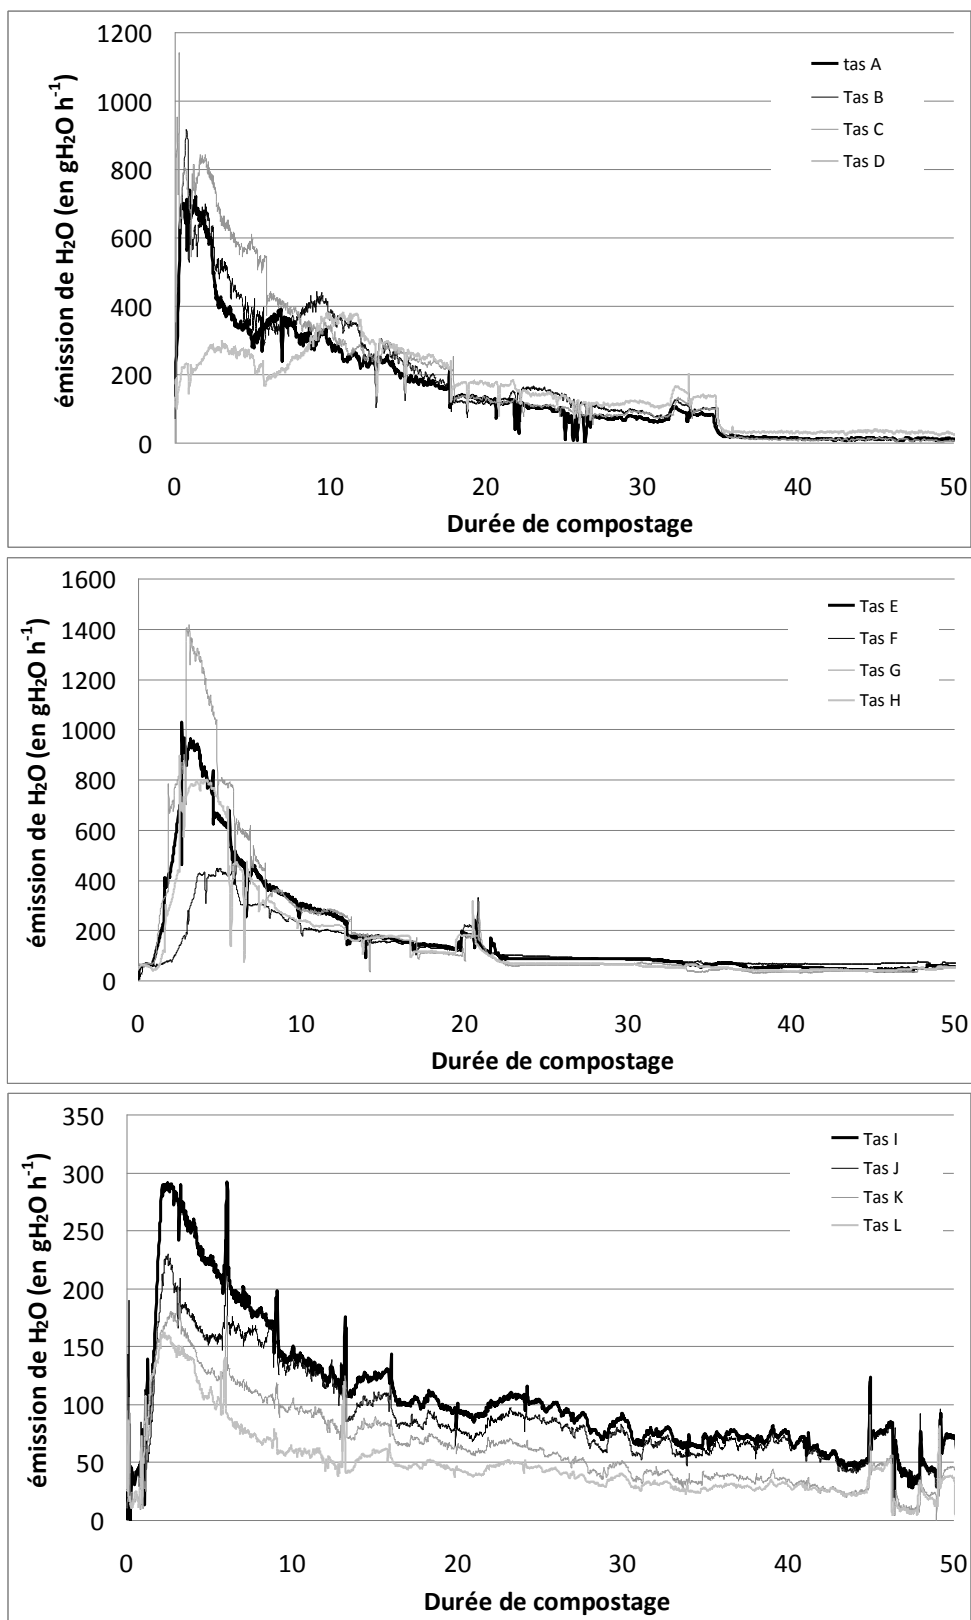 émission de H₂O (en gH₂O h⁻¹)
1200
1000
800
600
400
200
0
tas A
Tas B
Tas C
Tas D
0 10 20 30 40 50
Durée de compostage
émission de H₂O (en gH₂O h⁻¹)
1600
1400
1200
1000
800
600
400
200
0
Tas E
Tas F
Tas G
Tas H
0 10 20 30 40 50
Durée de compostage
émission de H₂O (en gH₂O h⁻¹)
350
300
250
200
150
100
50
0
Tas I
Tas J
Tas K
Tas L
0 10 20 30 40 50
Durée de compostage